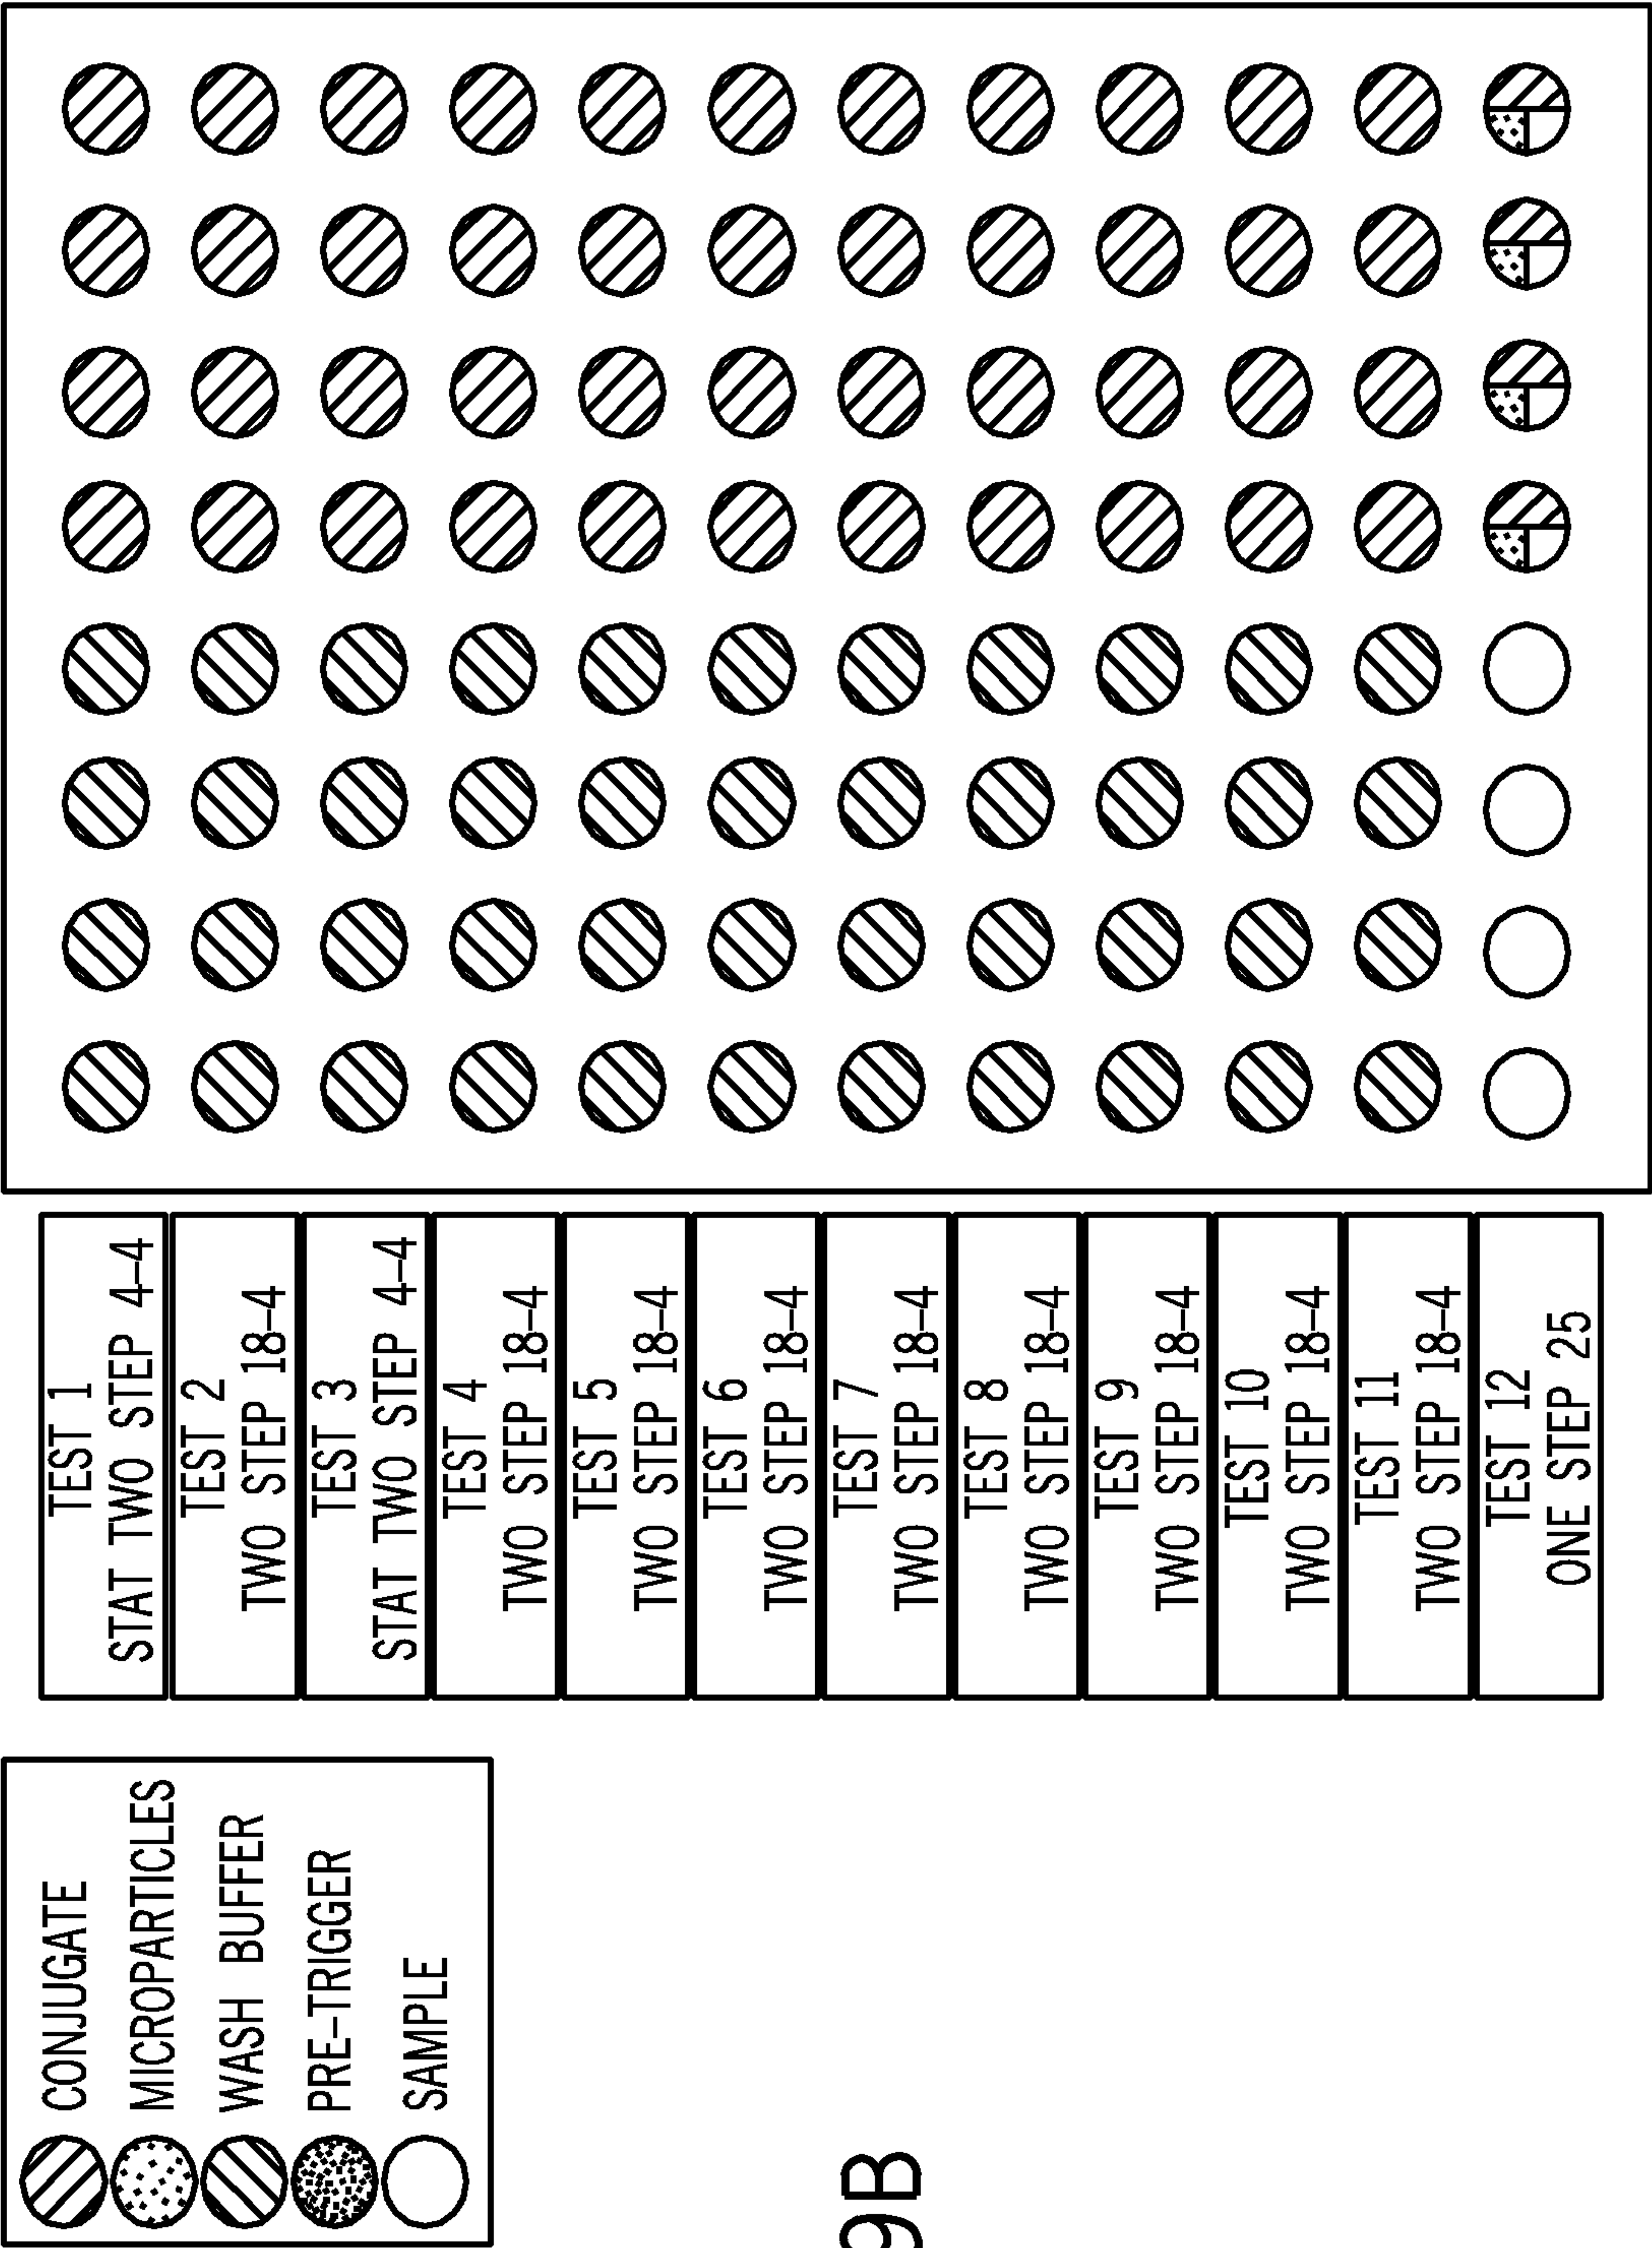 CONJUGATE
MICROPARTICLES
WASH BUFFER
PRE-TRIGGER
SAMPLE
TEST 1
STAT TWO STEP 4-4
TEST 2
TWO STEP 18-4
TEST 3
STAT TWO STEP 4-4
TEST 4
TWO STEP 18-4
TEST 5
TWO STEP 18-4
TEST 6
TWO STEP 18-4
TEST 7
TWO STEP 18-4
TEST 8
TWO STEP 18-4
TEST 9
TWO STEP 18-4
TEST 10
TWO STEP 18-4
TEST 11
TWO STEP 18-4
TEST 12
ONE STEP 25
9B